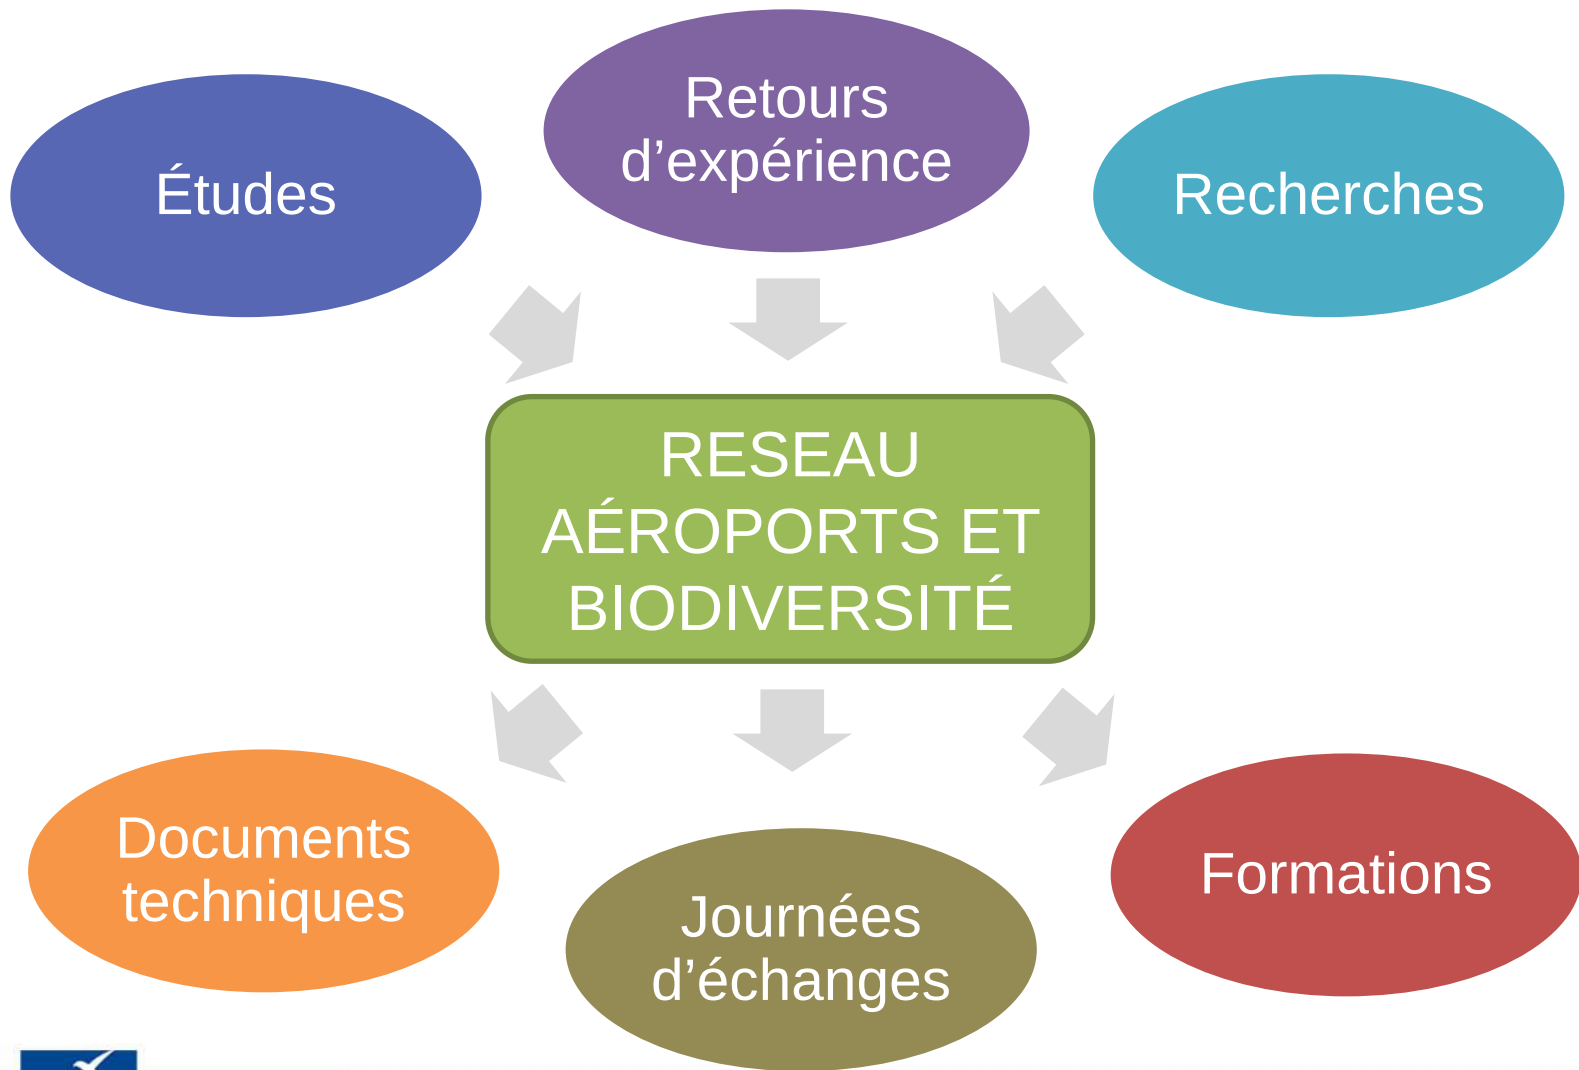 Études
Retours
d’expérience
Recherches
RESEAU
AÉROPORTS ET
BIODIVERSITÉ
Documents
techniques
Journées
d’échanges
Formations